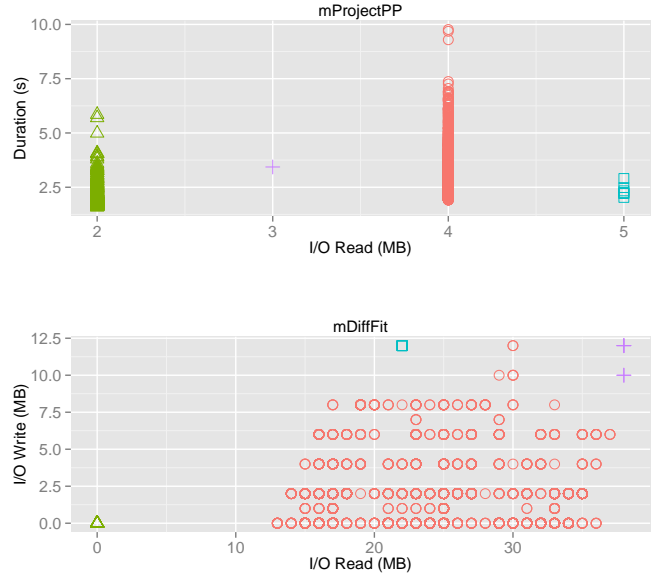 mProjectPP
10.0
7.5
5.0
2.5
Duration (s)
2 3 4 5
I/O Read (MB)
mDiffFit
12.5
10.0
7.5
5.0
2.5
0.0
I/O Write (MB)
0 10 20 30
I/O Read (MB)